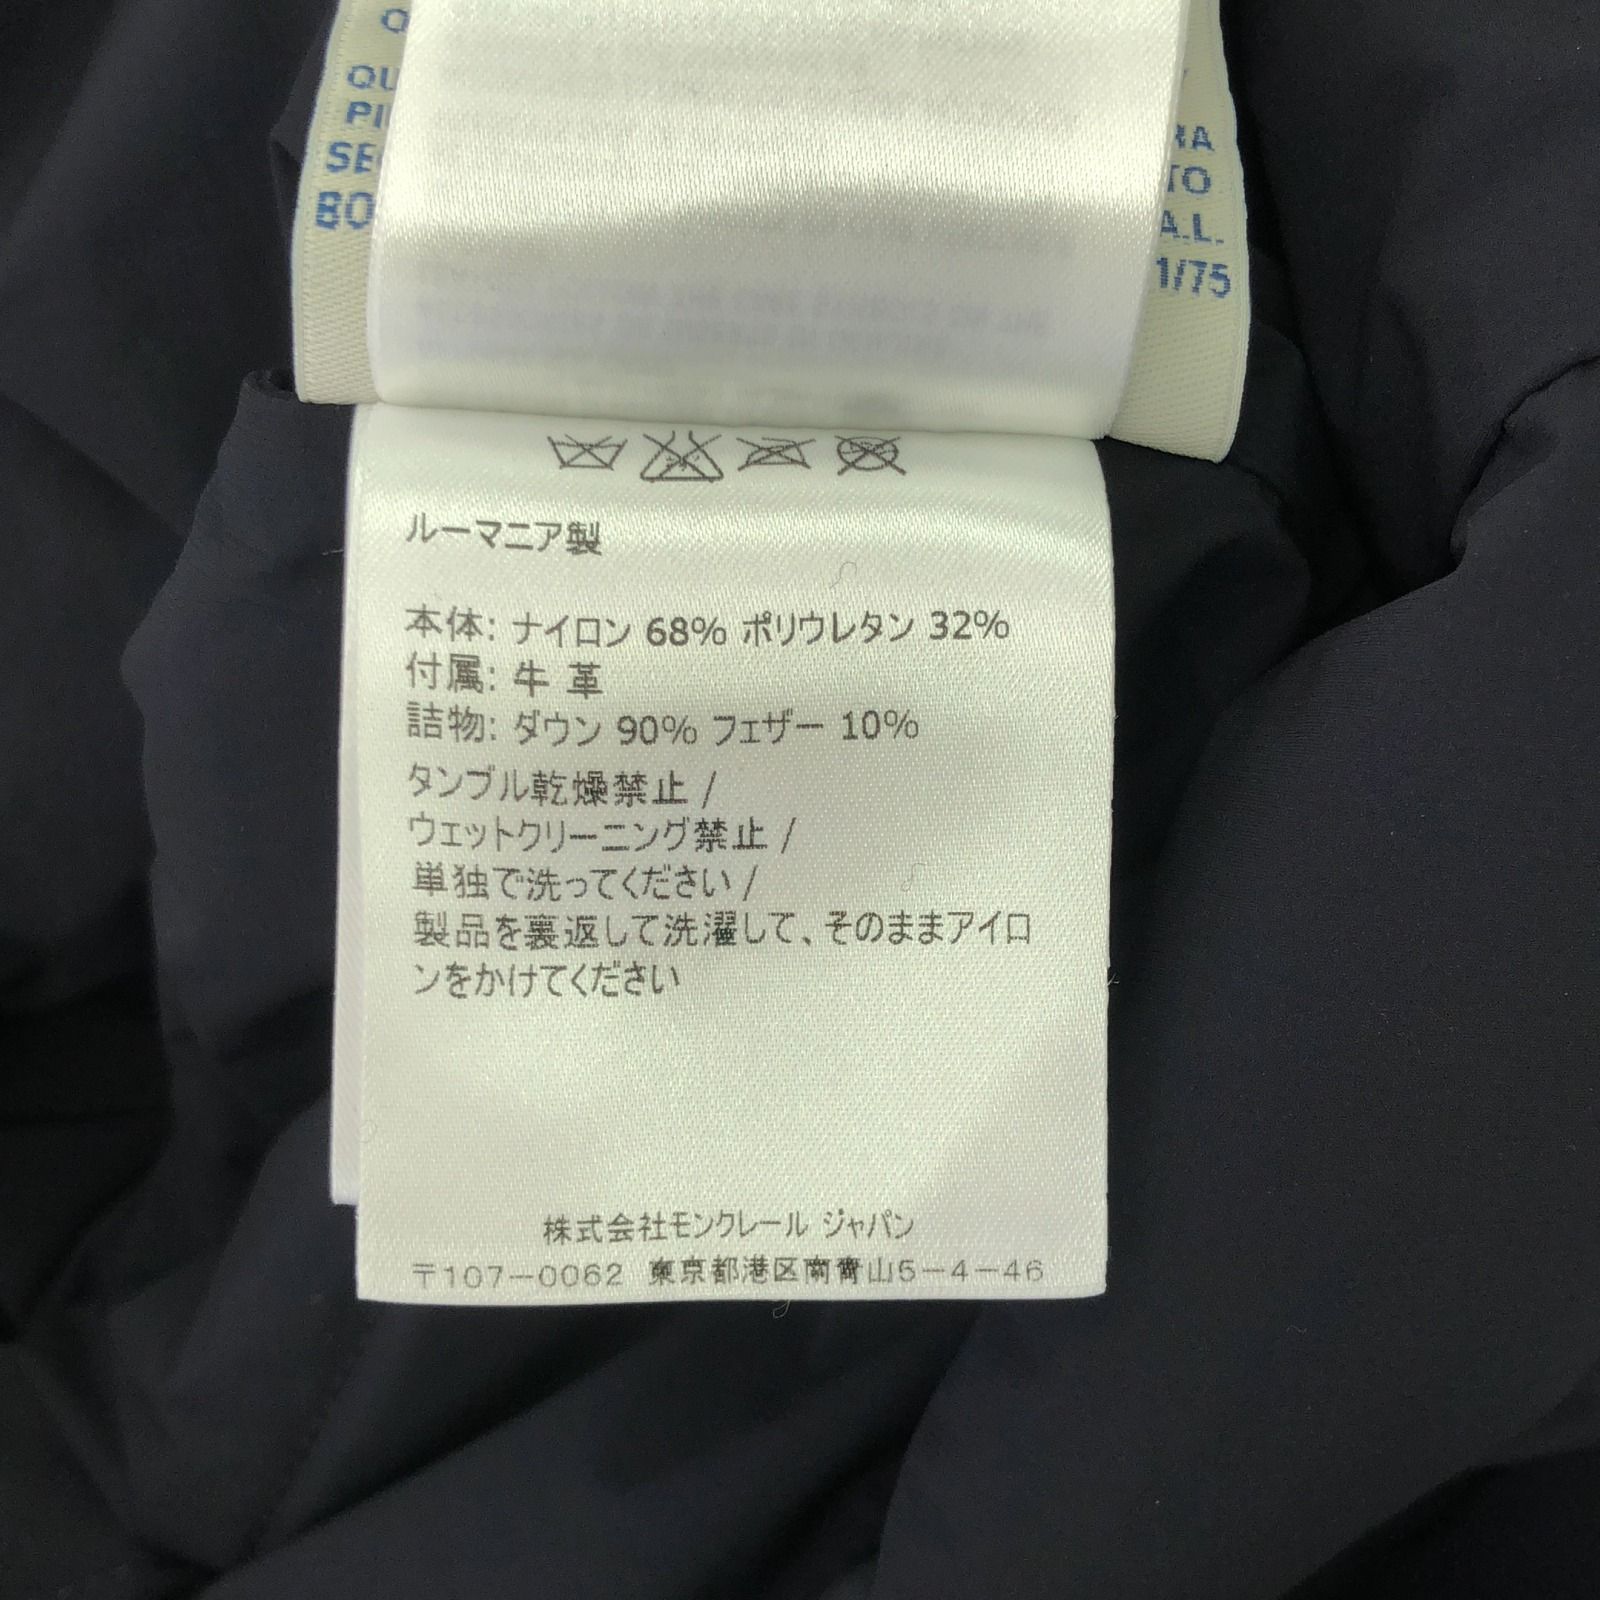 SE
BO
RA
TO
A.L.
1/75
ルーマニア製
本体: ナイロン 68% ポリウレタン 32%
付属: 牛 革
詰物: ダウン 90% フェザー 10%
タンブル乾燥禁止 /
ウェットクリーニング禁止 /
単独で洗ってください /
製品を裏返して洗濯して、そのままアイロ
ンをかけてください
株式会社モンクレール ジャパン
〒107-0062 東京都港区南青山5-4-46